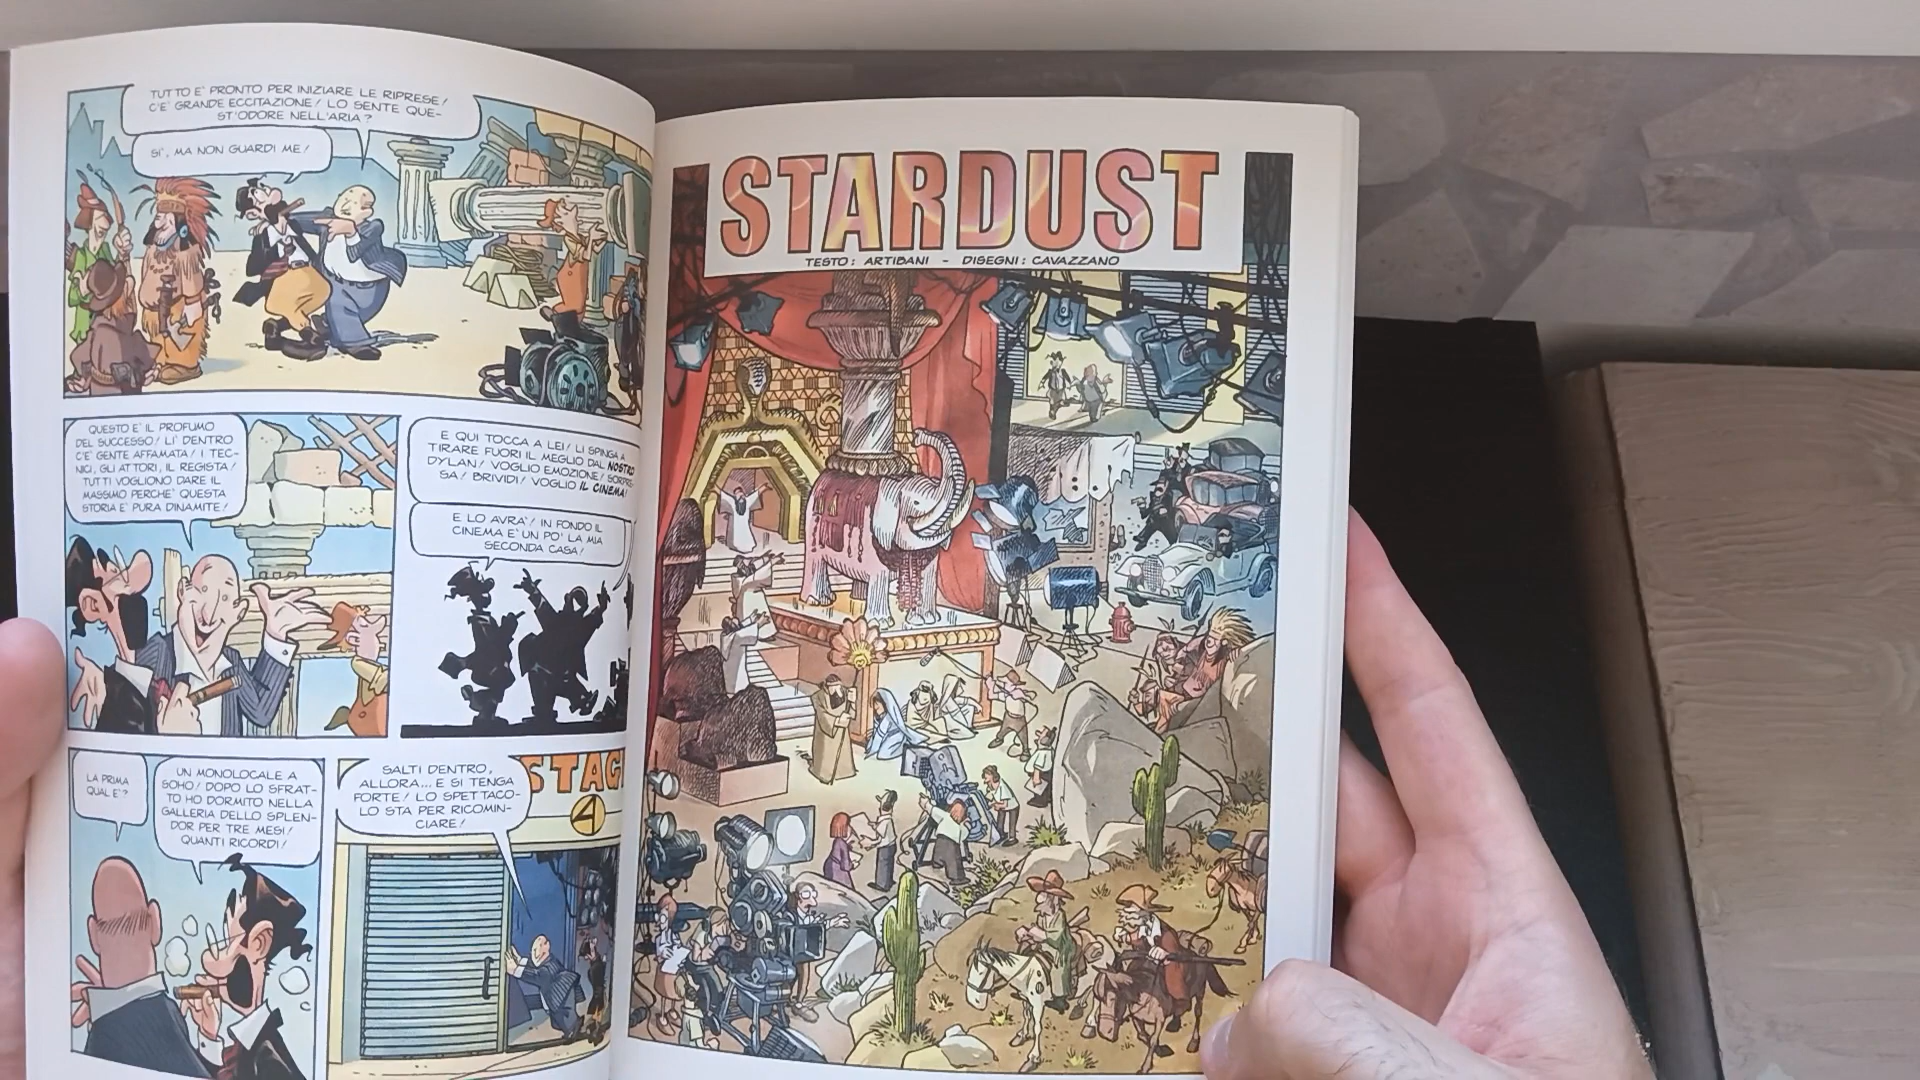 TUTTO E' PRONTO PER INIZIARE LE RIPRESE!
C'E' GRANDE ECCITAZIONE! LO SENTE QUE-
ST'ODORE NELL'ARIA?
SI', MA NON GUARDI ME!
QUESTO E' IL PROFUMO
DEL SUCCESSO! LI' DENTRO
C'E' GENTE AFFAMATA! I TEC-
NICI, GLI ATTORI, IL REGISTA!
TUTTI VOGLIONO DARE IL
MASSIMO PERCHE' QUESTA
STORIA E' PURA DINAMITE!
E QUI TOCCA A LEI! LI SPINGA A
TIRARE FUORI IL MEGLIO DAL NOSTRO
DYLAN! VOGLIO EMOZIONE! SORPRE-
SA! BRIVIDI! VOGLIO IL CINEMA!
E LO AVRA'! IN FONDO IL
CINEMA E' UN PO' LA MIA
SECONDA CASA!
LA PRIMA
QUAL E'?
UN MONOLOCALE A
SOHO! DOPO LO SFRAT-
TO HO DORMITO NELLA
GALLERIA DELLO SPLEN-
DOR PER TRE MESI!
QUANTI RICORDI!
SALTI DENTRO,
ALLORA... E SI TENGA
FORTE! LO SPETTACO-
LO STA PER RICOMIN-
CIARE!
STAG
4
STARDUST
TESTO: ARTIBANI - DISEGNI: CAVAZZANO